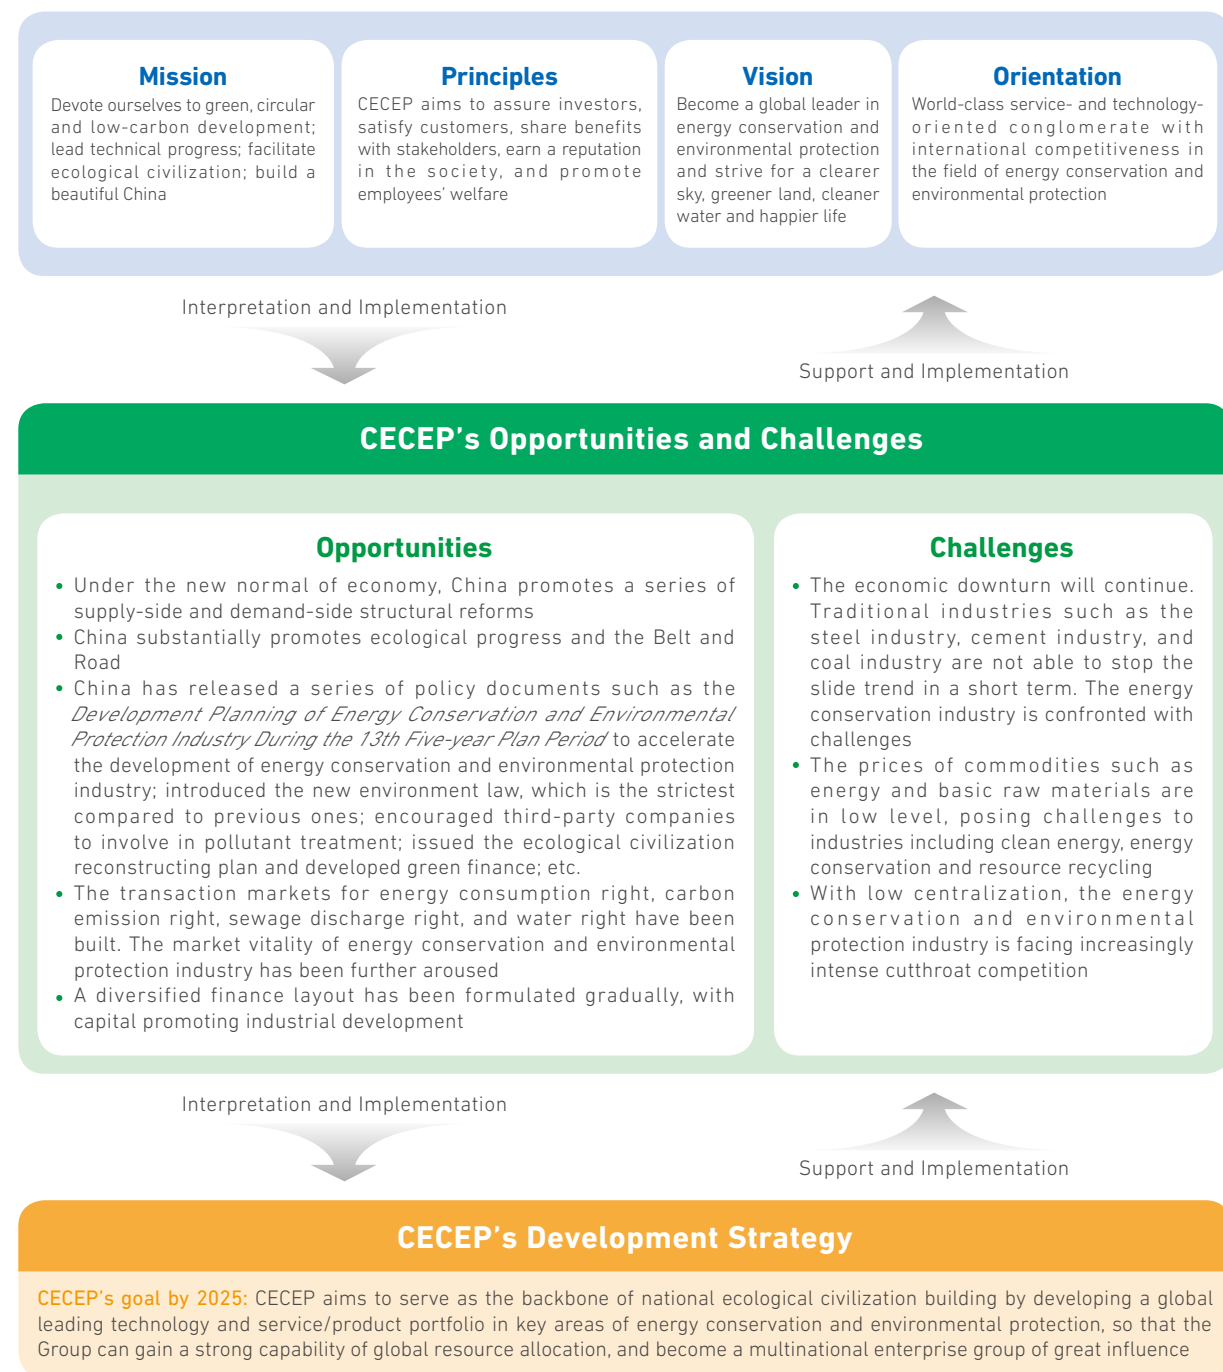 Mission
Devote ourselves to green, circular
and low-carbon development;
lead technical progress; facilitate
ecological civilization; build a
beautiful China
Principles
CECEP aims to assure investors,
satisfy customers, share benefits
with stakeholders, earn a reputation
in the society, and promote
employees' welfare
Vision
Become a global leader in
energy conservation and
environmental protection
and strive for a clearer
sky, greener land, cleaner
water and happier life
Orientation
World-class service- and technology-
oriented conglomerate with
international competitiveness in
the field of energy conservation and
environmental protection
Interpretation and Implementation
Support and Implementation
CECEP's Opportunities and Challenges
Opportunities
• Under the new normal of economy, China promotes a series of
supply-side and demand-side structural reforms
• China substantially promotes ecological progress and the Belt and
Road
• China has released a series of policy documents such as the
Development Planning of Energy Conservation and Environmental
Protection Industry During the 13th Five-year Plan Period to accelerate
the development of energy conservation and environmental protection
industry; introduced the new environment law, which is the strictest
compared to previous ones; encouraged third-party companies
to involve in pollutant treatment; issued the ecological civilization
reconstructing plan and developed green finance; etc.
• The transaction markets for energy consumption right, carbon
emission right, sewage discharge right, and water right have been
built. The market vitality of energy conservation and environmental
protection industry has been further aroused
• A diversified finance layout has been formulated gradually, with
capital promoting industrial development
Challenges
• The economic downturn will continue.
Traditional industries such as the
steel industry, cement industry, and
coal industry are not able to stop the
slide trend in a short term. The energy
conservation industry is confronted with
challenges
• The prices of commodities such as
energy and basic raw materials are
in low level, posing challenges to
industries including clean energy, energy
conservation and resource recycling
• With low centralization, the energy
conservation and environmental
protection industry is facing increasingly
intense cutthroat competition
Interpretation and Implementation
Support and Implementation
CECEP's Development Strategy
CECEP's goal by 2025: CECEP aims to serve as the backbone of national ecological civilization building by developing a global
leading technology and service/product portfolio in key areas of energy conservation and environmental protection, so that the
Group can gain a strong capability of global resource allocation, and become a multinational enterprise group of great influence